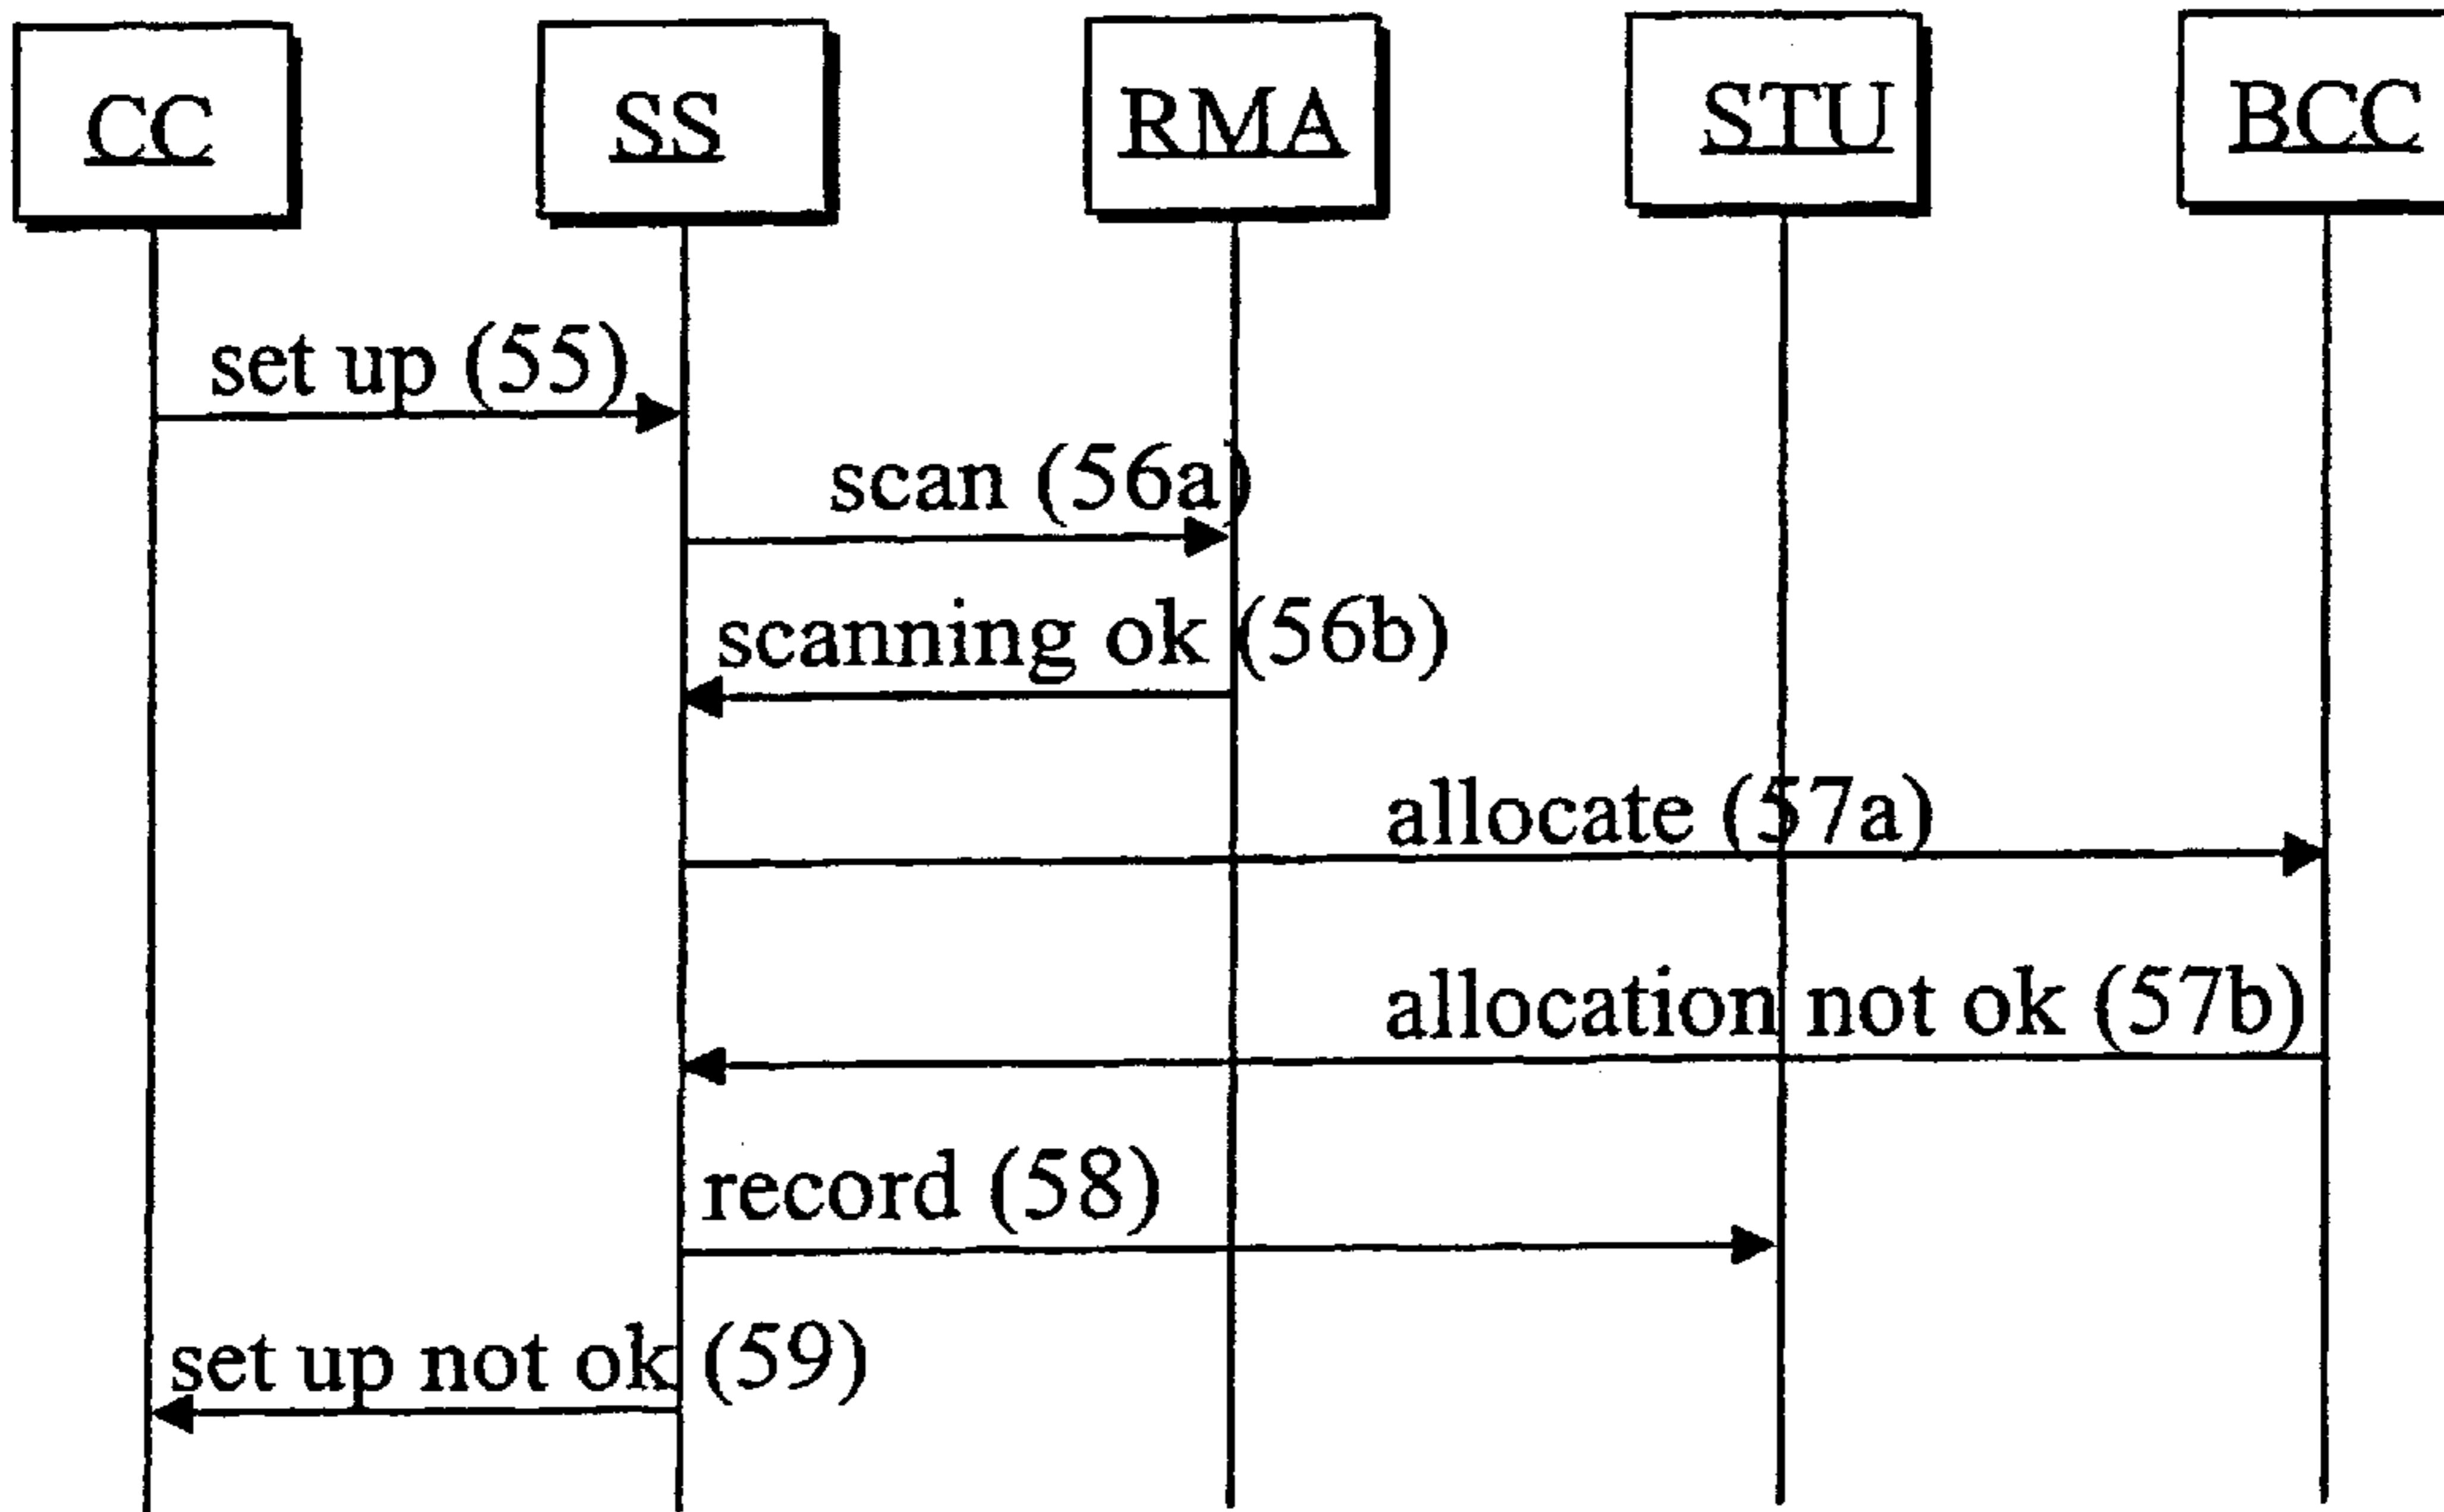 CC
SS
RMA
STU
BCC
set up (55)
scan (56a)
scanning ok (56b)
allocate (57a)
allocation not ok (57b)
record (58)
set up not ok (59)